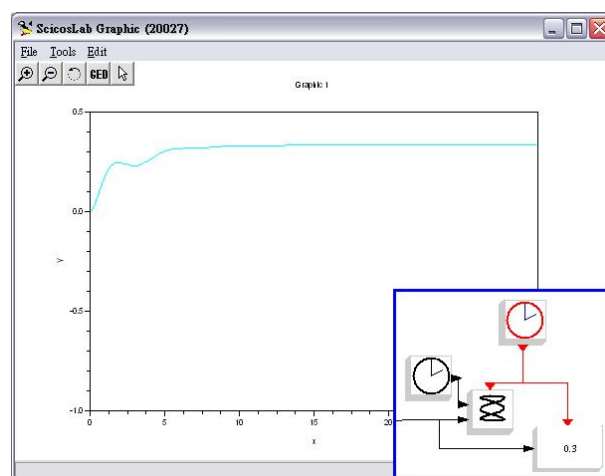 ScicosLab Graphic (20027)
File Tools Edit
GED
Graphic 1
0.5
0.0
-0.5
-1.0
Y
0 5 10 15 20
x
0.3